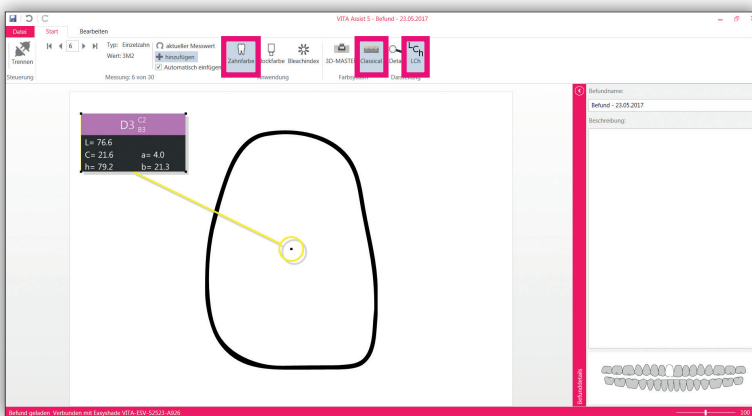 VITA Assist 5 - Befund - 23.05.2017
Datei Start Bearbeiten
6 Typ: Einzelzahn aktueller Messwert
Wert: 3M2 hinzufügen
Automatisch einfügen
Trennen Zahnfarbe Blockfarbe Bleachindex 3D-MASTER Classical Detail LCh
Steuerung Messung: 6 von 30 Anwendung Farbsystem Darstellung
Befundname:
Befund - 23.05.2017
Beschreibung:
D3 C2
B3
L= 76.6
C= 21.6 a= 4.0
h= 79.2 b= 21.3
Befunddetails
Befund geladen Verbunden mit Easyshade VITA-ESV-52523-A926 100